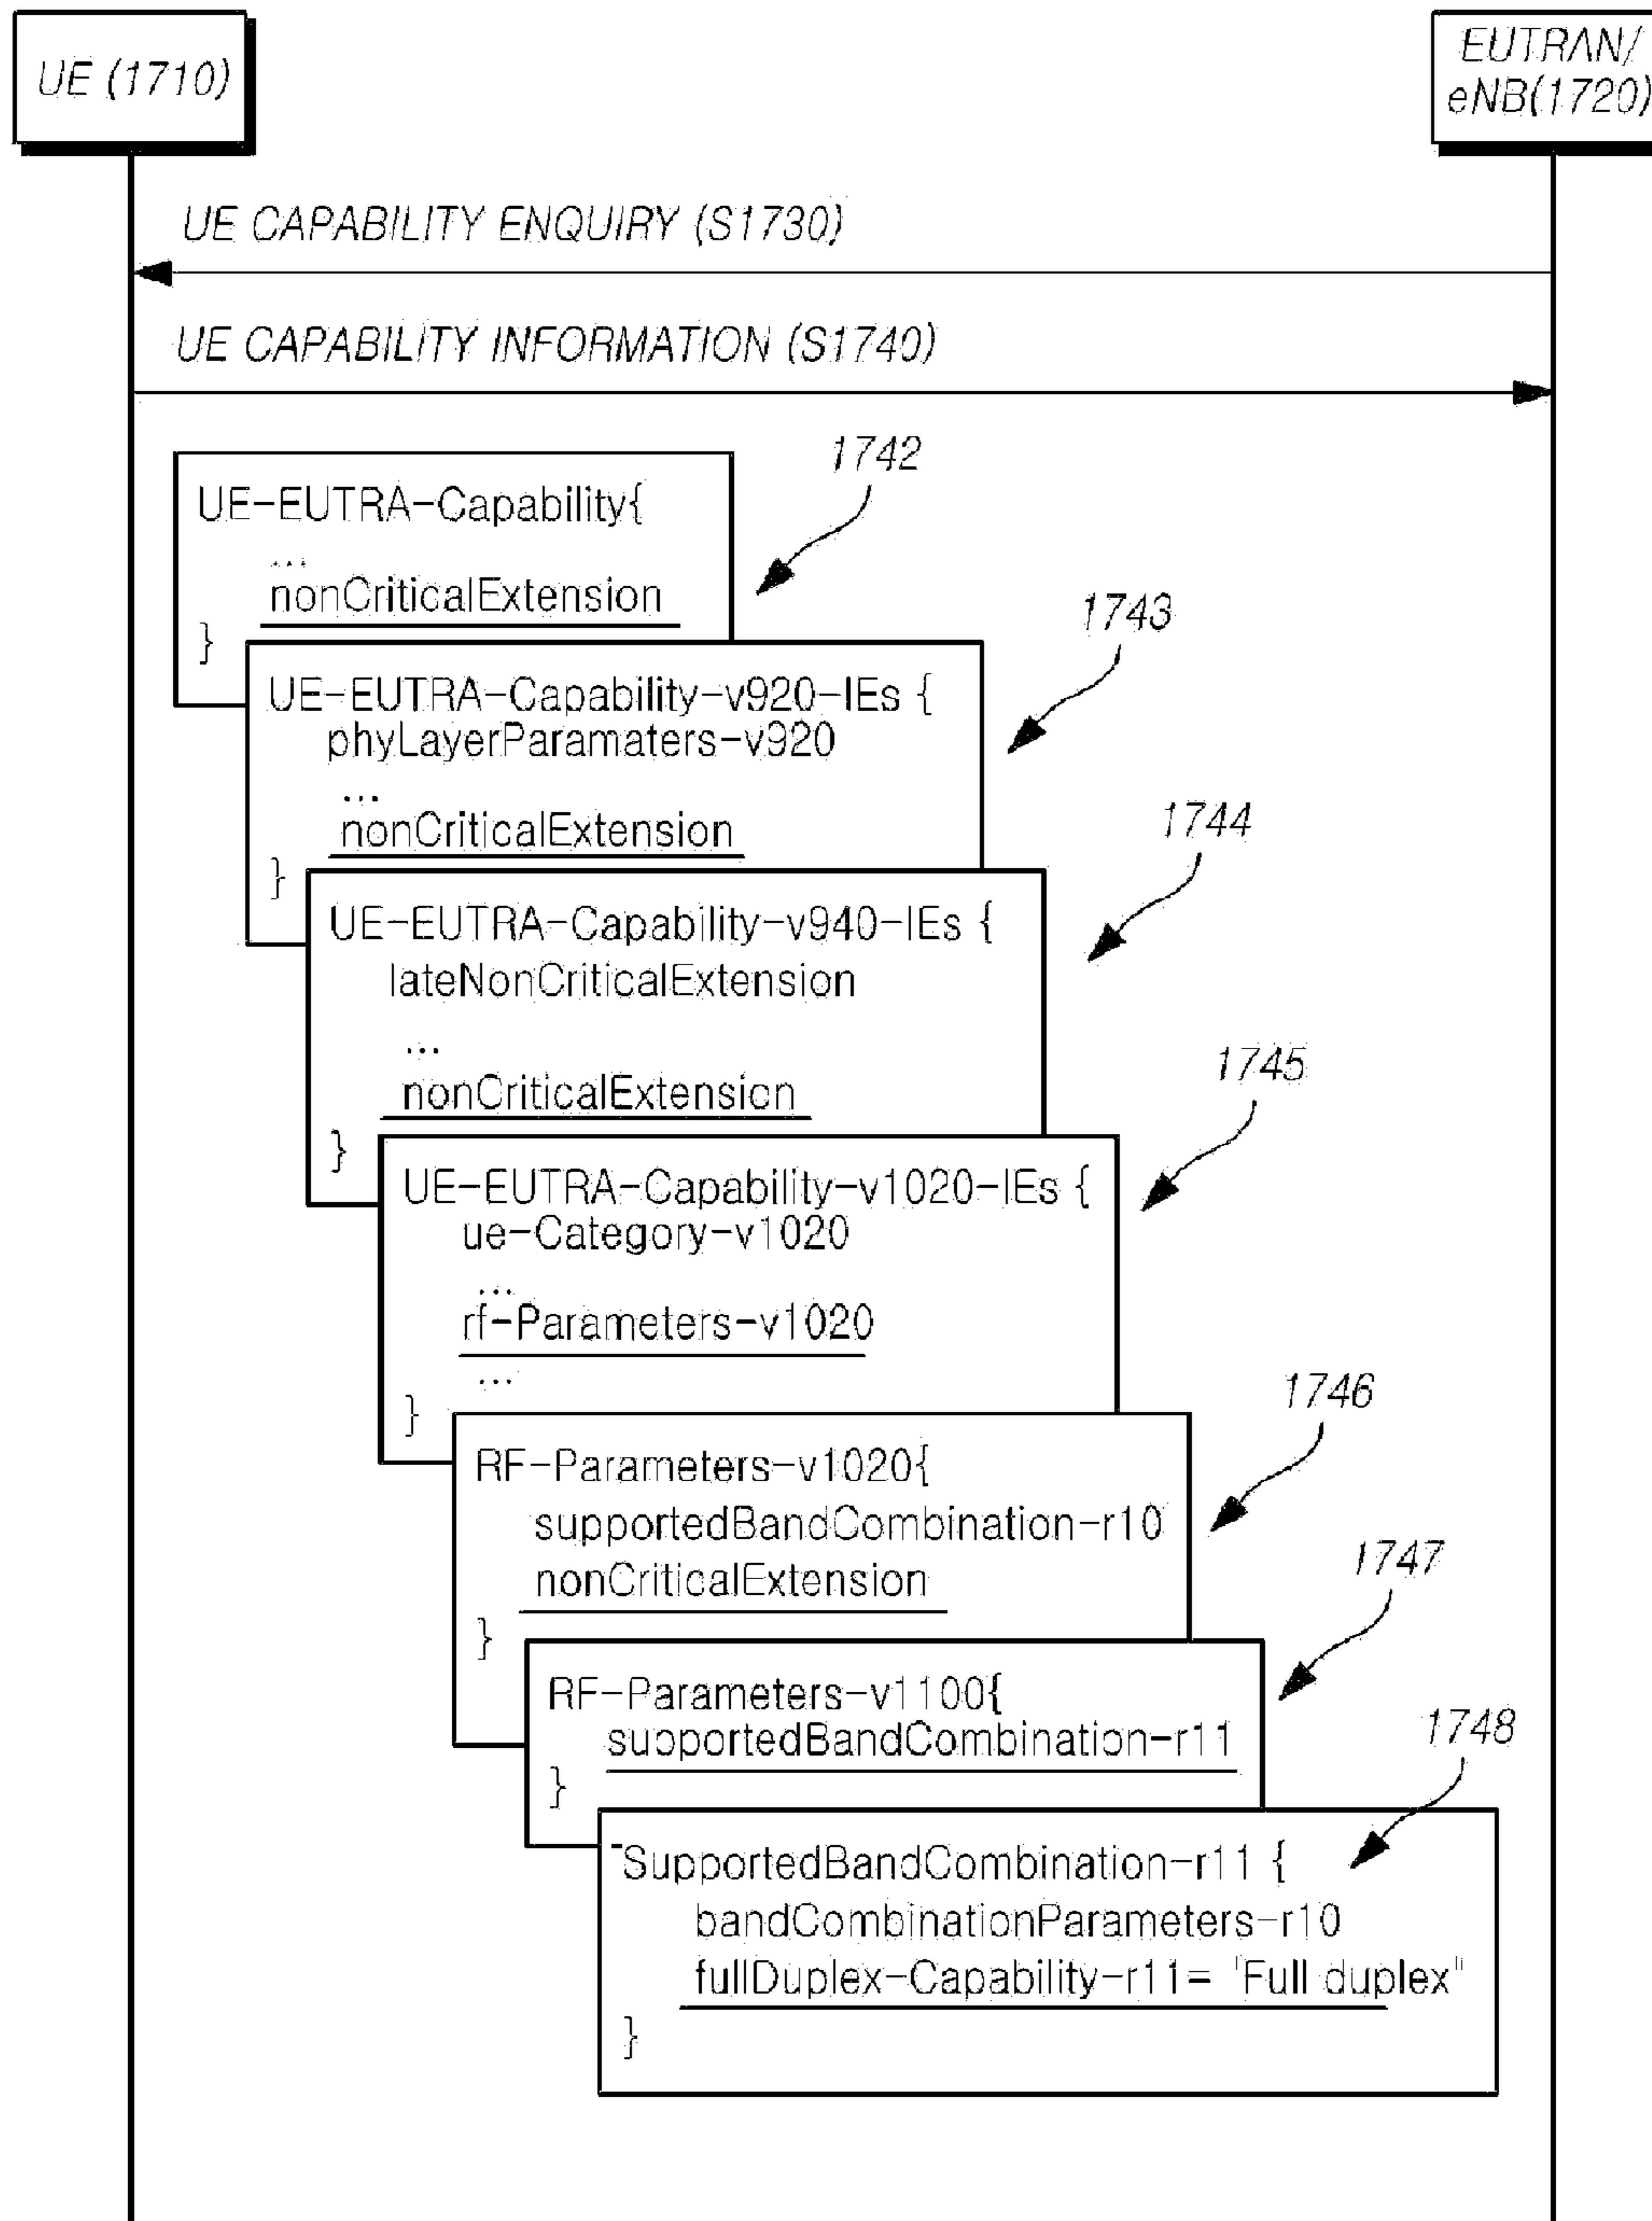 UE (1710)
EUTRAN/
eNB(1720)
UE CAPABILITY ENQUIRY (S1730)
UE CAPABILITY INFORMATION (S1740)
1742
UE-EUTRA-Capability{
...
nonCriticalExtension
}
1743
UE-EUTRA-Capability-v920-IEs {
phyLayerParamaters-v920
...
nonCriticalExtension
}
1744
UE-EUTRA-Capability-v940-IEs {
lateNonCriticalExtension
...
nonCriticalExtension
}
1745
UE-EUTRA-Capability-v1020-IEs {
ue-Category-v1020
...
rf-Parameters-v1020
...
}
1746
RF-Parameters-v1020{
supportedBandCombination-r10
nonCriticalExtension
}
1747
RF-Parameters-v1100{
supportedBandCombination-r11
}
1748
SupportedBandCombination-r11 {
bandCombinationParameters-r10
fullDuplex-Capability-r11= "Full duplex"
}